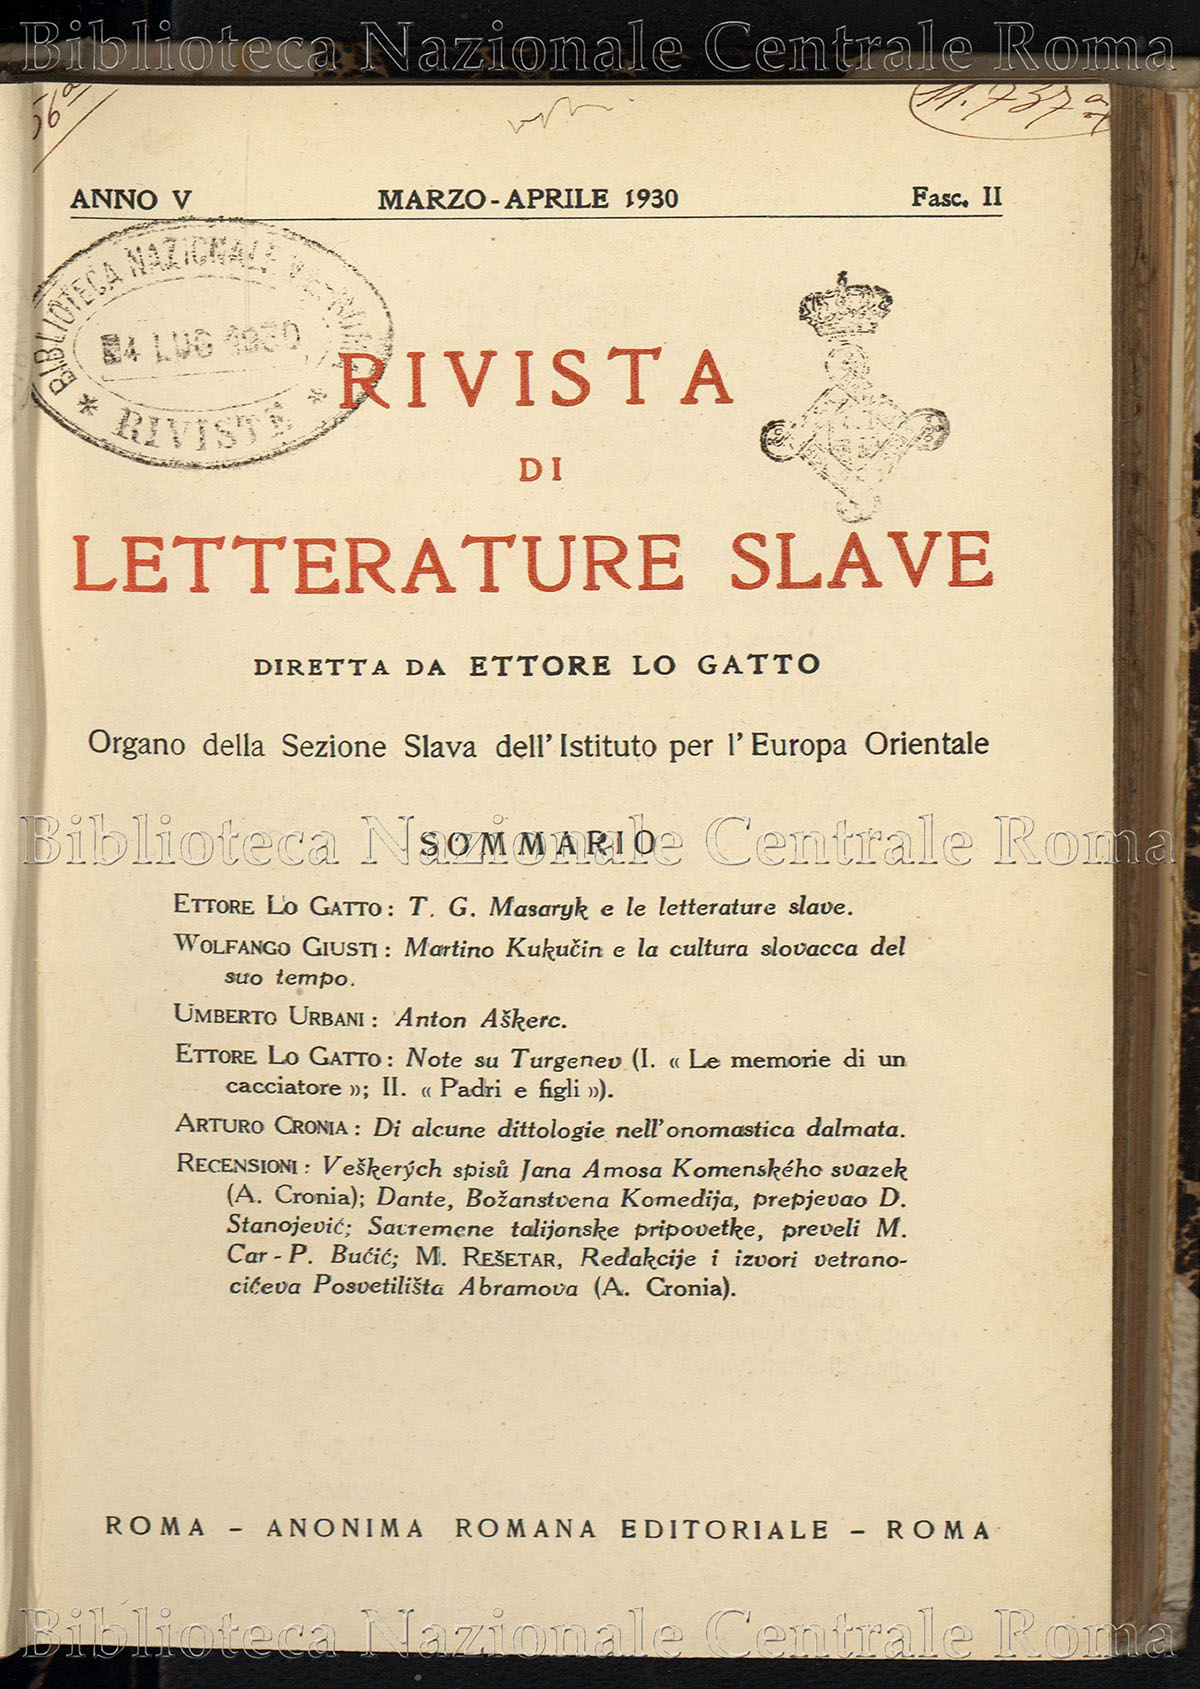 Biblioteca Nazionale Centrale Roma
56a
11.737
ANNO V MARZO-APRILE 1930 Fasc. II
BIBLIOTECA NAZIONALE
4 LUG 1930
* RIVISTE *
RIVISTA
DI
LETTERATURE SLAVE
DIRETTA DA ETTORE LO GATTO
Organo della Sezione Slava dell'Istituto per l'Europa Orientale
Biblioteca Nazionale Centrale Roma
SOMMARIO
ETTORE LO GATTO: T. G. Masaryk e le letterature slave.
WOLFANGO GIUSTI: Martino Kukučin e la cultura slovacca del
suo tempo.
UMBERTO URBANI: Anton Aškerc.
ETTORE LO GATTO: Note su Turgenev (I. « Le memorie di un
cacciatore »; II. « Padri e figli »).
ARTURO CRONIA: Di alcune dittologie nell'onomastica dalmata.
RECENSIONI: Veškerých spisů Jana Amosa Komenského svazek
(A. Cronia); Dante, Božanstvena Komedija, prepjevao D.
Stanojević; Savremene talijanske pripovetke, preveli M.
Car-P. Bućić; M. REŠETAR, Redakcije i izvori vetrano-
cićeva Posvetilišta Abramova (A. Cronia).
ROMA - ANONIMA ROMANA EDITORIALE - ROMA
Biblioteca Nazionale Centrale Roma